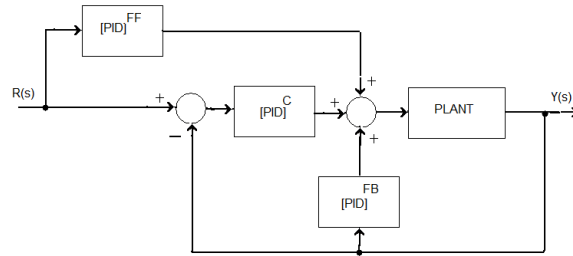 [PID] FF
R(s)
+
−
[PID] C
+
+
+
PLANT
Y(s)
[PID] FB